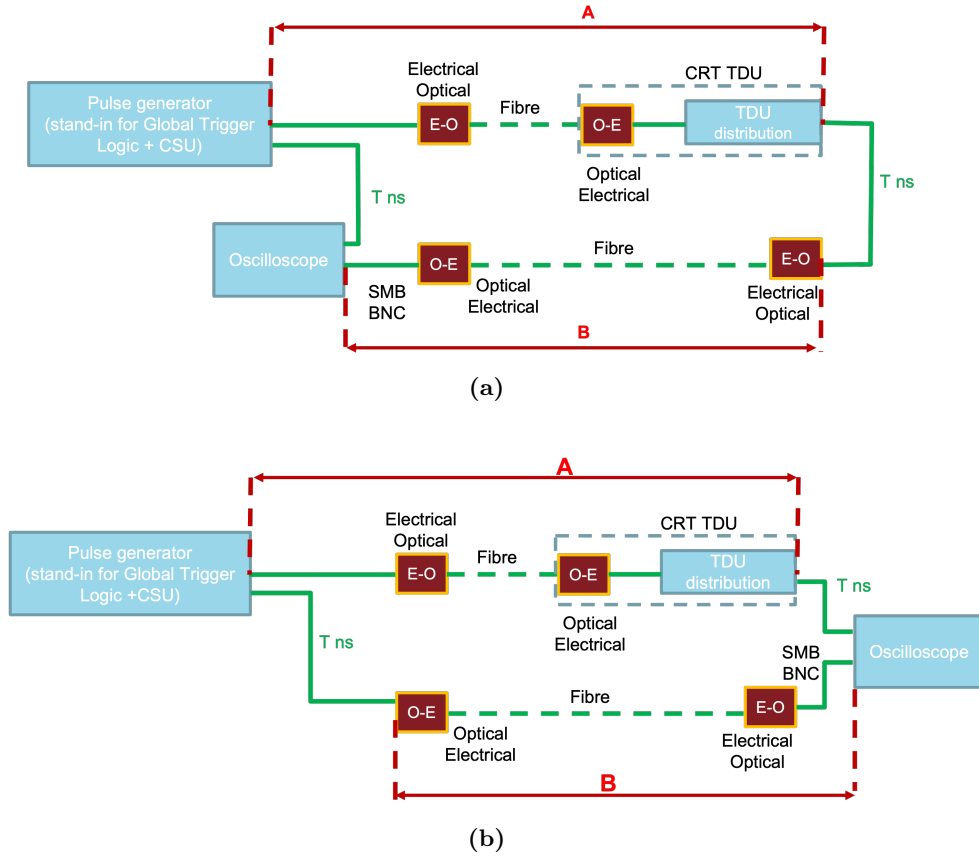 A
Electrical
Optical
CRT TDU
Pulse generator
(stand-in for Global Trigger
Logic + CSU)
E-O
Fibre
O-E
TDU
distribution
Optical
Electrical
T ns
T ns
Oscilloscope
Fibre
O-E
E-O
SMB
BNC
Optical
Electrical
Electrical
Optical
B
(a)
A
Electrical
Optical
CRT TDU
Pulse generator
(stand-in for Global Trigger
Logic +CSU)
E-O
Fibre
O-E
TDU
distribution
T ns
Optical
Electrical
T ns
SMB
BNC
Oscilloscope
Fibre
O-E
E-O
Optical
Electrical
Electrical
Optical
B
(b)